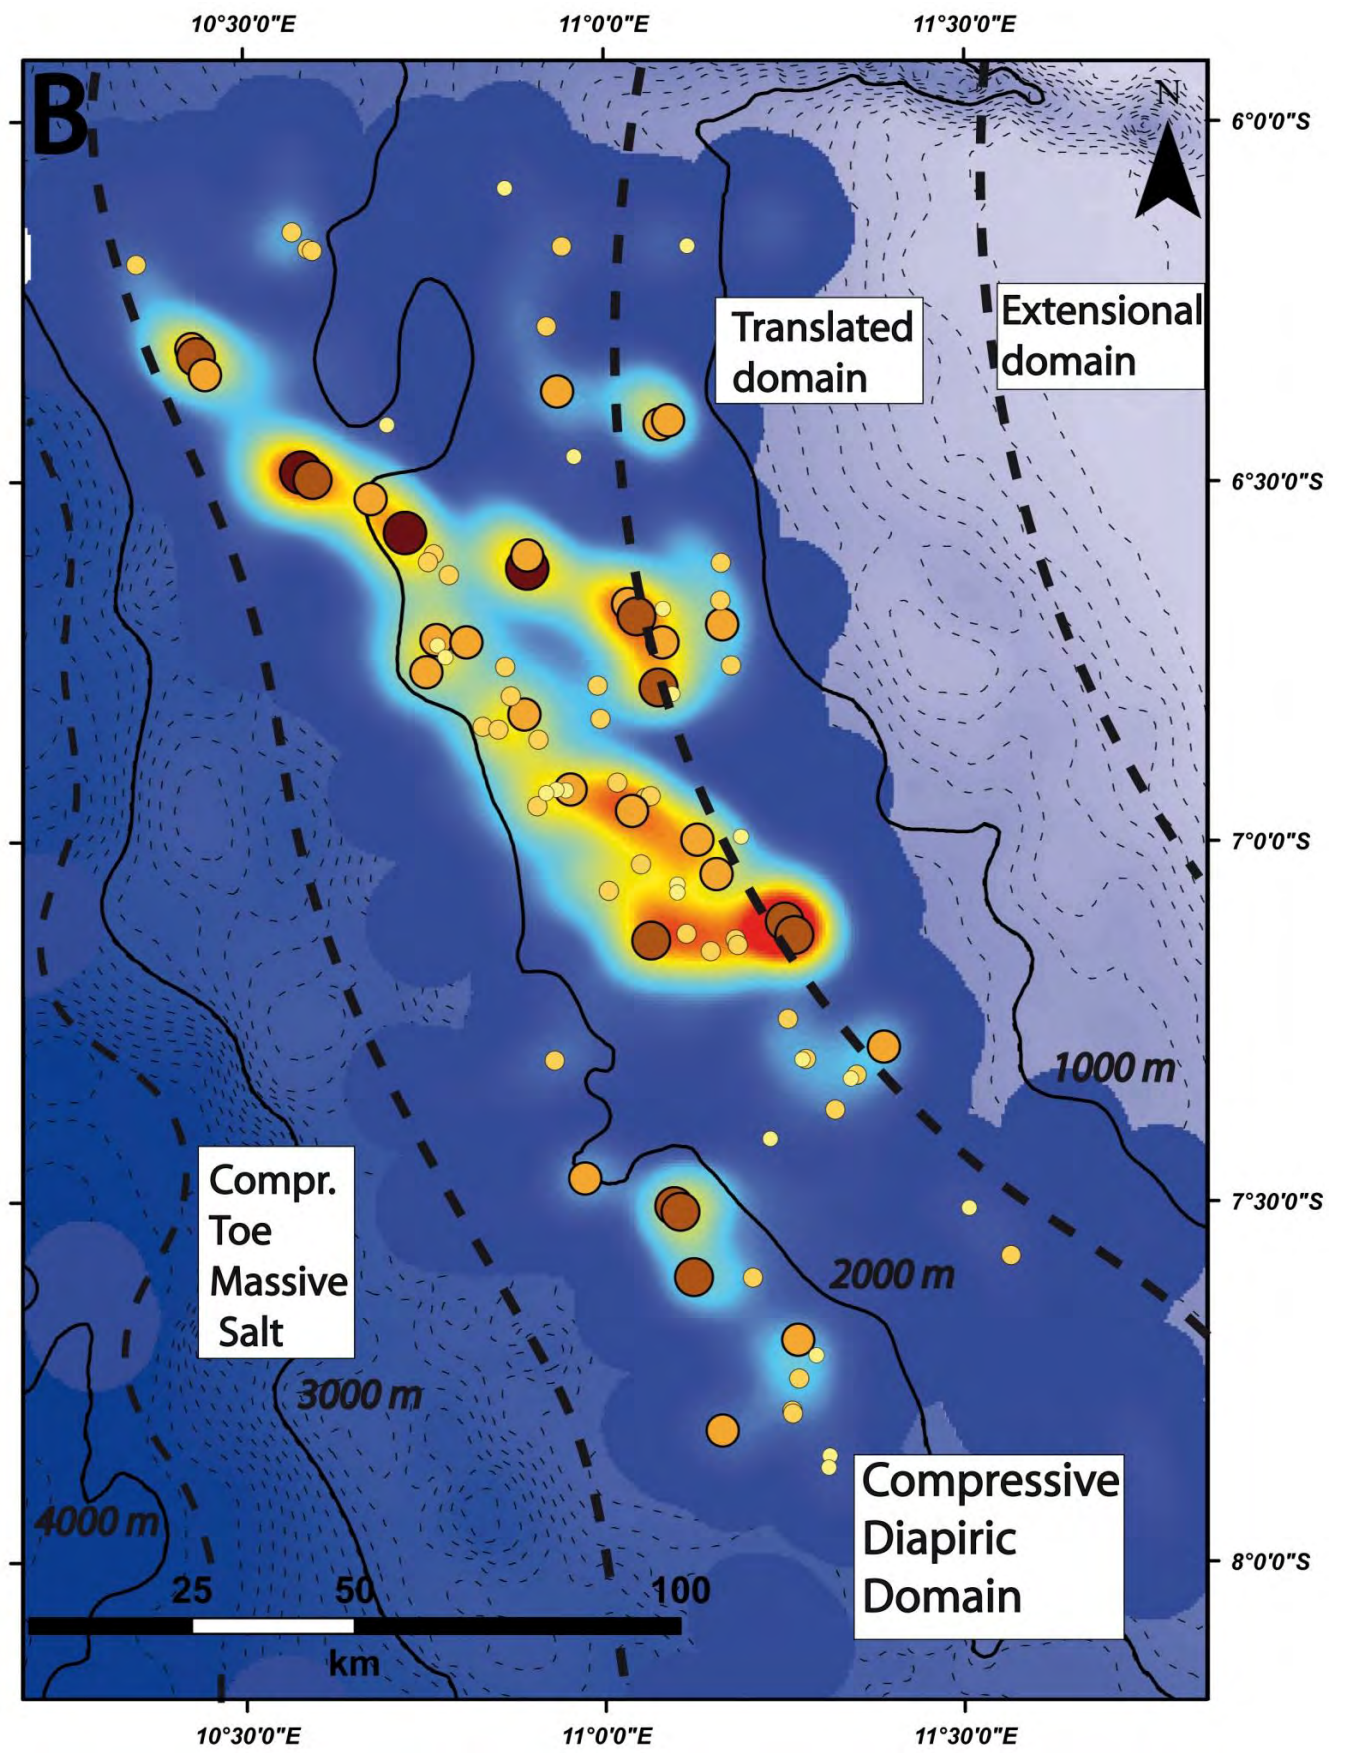 10°30'0"E
11°0'0"E
11°30'0"E
B
N
6°0'0"S
Translated
domain
Extensional
domain
6°30'0"S
7°0'0"S
1000 m
Compr.
Toe
Massive
Salt
7°30'0"S
2000 m
3000 m
Compressive
Diapiric
Domain
4000 m
8°0'0"S
25
50
100
km
10°30'0"E
11°0'0"E
11°30'0"E